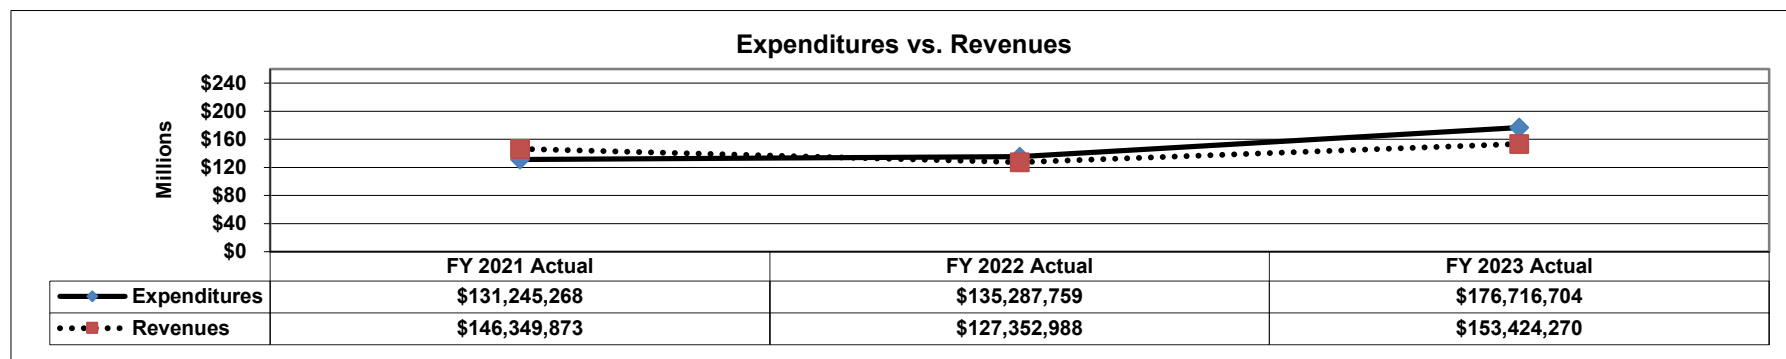 Expenditures vs. Revenues
Millions
$240
$200
$160
$120
$80
$40
$0
FY 2021 Actual FY 2022 Actual FY 2023 Actual
Expenditures $131,245,268 $135,287,759 $176,716,704
Revenues $146,349,873 $127,352,988 $153,424,270